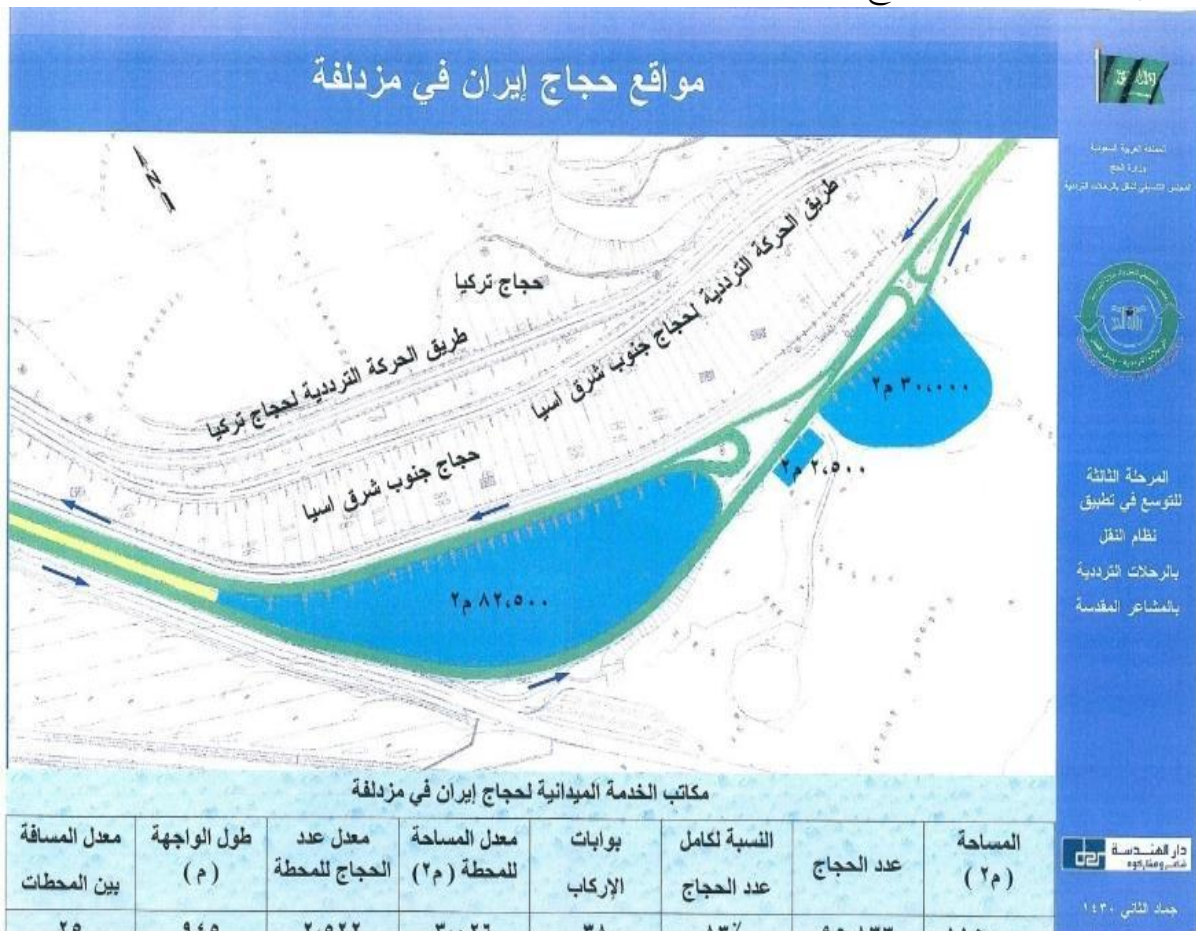 مواقع حجاج إيران في مزدلفة
المملكة العربية السعودية
وزارة الحج
حجاج تركيا
طريق الحركة الترددية لحجاج جنوب شرق اسيا
طريق الحركة الترددية لحجاج تركيا
حجاج جنوب شرق اسيا
٣٠,٠٠٠ م٢
٢,٥٠٠ م٢
٨٢,٥٠٠ م٢
المرحلة الثالثة
للتوسع في تطبيق
نظام النقل
بالرحلات الترددية
بالمشاعر المقدسة
مكاتب الخدمة الميدانية لحجاج إيران في مزدلفة
المساحة (م٢)
عدد الحجاج
النسبة لكامل عدد الحجاج
بوابات الإركاب
معدل المساحة للمحطة (م٢)
معدل عدد الحجاج للمحطة
طول الواجهة (م)
معدل المسافة بين المحطات
دار الهندسة
dar
جماد الثاني ١٤٣٠